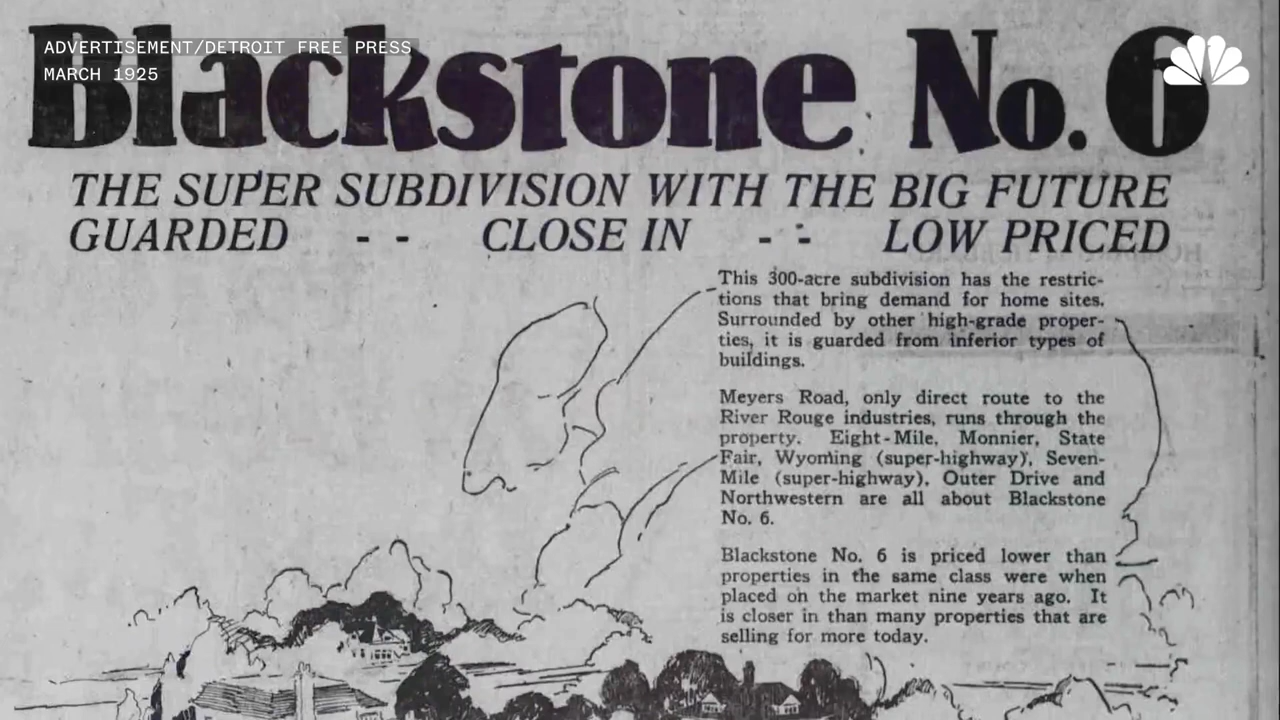 ADVERTISEMENT/DETROIT FREE PRESS
MARCH 1925
Blackstone No. 6
THE SUPER SUBDIVISION WITH THE BIG FUTURE
GUARDED -- CLOSE IN -- LOW PRICED
This 300-acre subdivision has the restric-
tions that bring demand for home sites.
Surrounded by other high-grade proper-
ties, it is guarded from inferior types of
buildings.
Meyers Road, only direct route to the
River Rouge industries, runs through the
property. Eight-Mile, Monnier, State
Fair, Wyoming (super-highway), Seven-
Mile (super-highway), Outer Drive and
Northwestern are all about Blackstone
No. 6.
Blackstone No. 6 is priced lower than
properties in the same class were when
placed on the market nine years ago. It
is closer in than many properties that are
selling for more today.